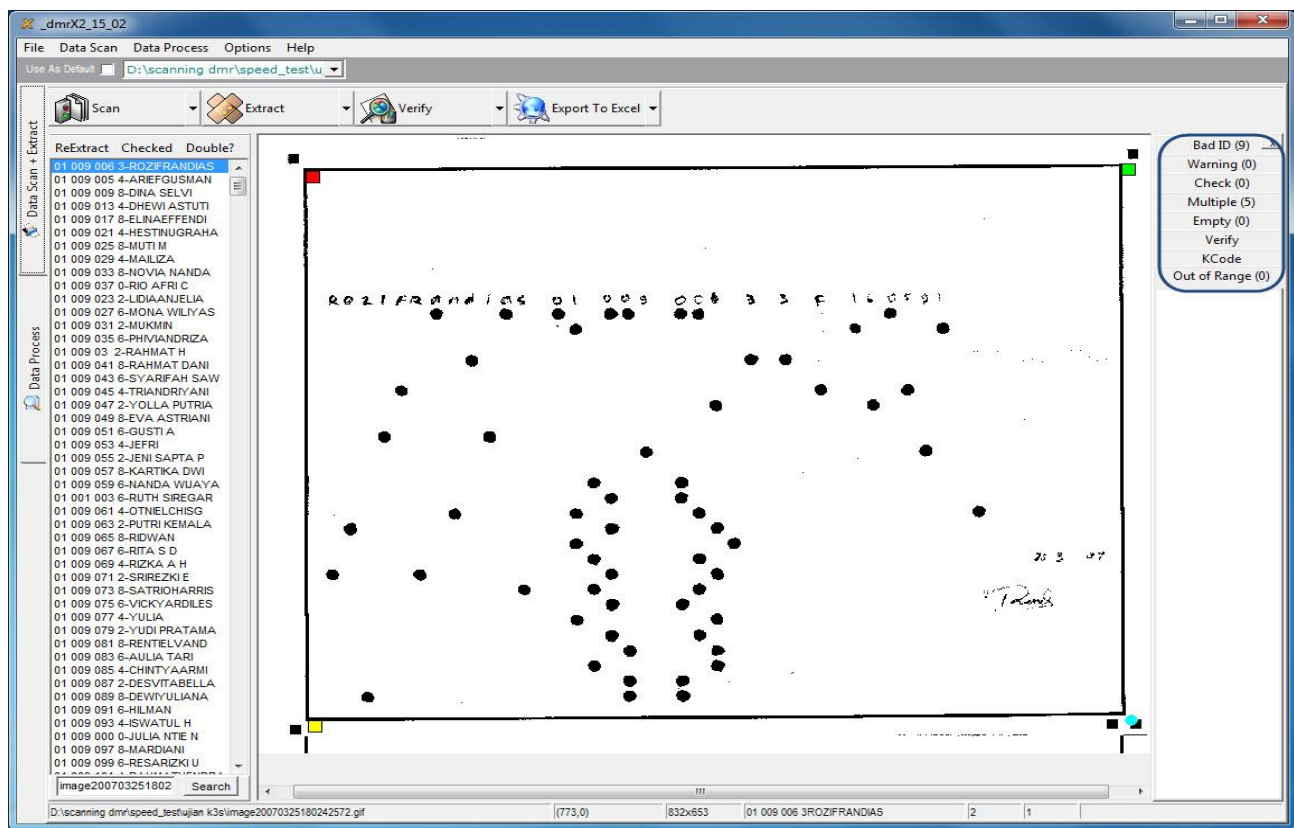 _dmrX2_15_02
File Data Scan Data Process Options Help
Use As Default D:\scanning dmr\speed_test\u
Scan Extract Verify Export To Excel
Data Scan + Extract
Data Process
ReExtract Checked Double?
01 009 006 3-ROZIFRANDIAS
01 009 005 4-ARIEFGUSMAN
01 009 009 8-DINA SELVI
01 009 013 4-DHEWI ASTUTI
01 009 017 8-ELINAEFFENDI
01 009 021 4-HESTINUGRAHA
01 009 025 8-MUTI M
01 009 029 4-MAILIZA
01 009 033 8-NOVIA NANDA
01 009 037 0-RIO AFRI C
01 009 023 2-LIDIAANJELIA
01 009 027 6-MONA WILIYAS
01 009 031 2-MUKMIN
01 009 035 6-PHIVIANDRIZA
01 009 03 2-RAHMAT H
01 009 041 8-RAHMAT DANI
01 009 043 6-SYARIFAH SAW
01 009 045 4-TRIANDRIYANI
01 009 047 2-YOLLA PUTRIA
01 009 049 8-EVA ASTRIANI
01 009 051 6-GUSTI A
01 009 053 4-JEFRI
01 009 055 2-JENI SAPTA P
01 009 057 8-KARTIKA DWI
01 009 059 6-NANDA WIJAYA
01 001 003 6-RUTH SIREGAR
01 009 061 4-OTNIELCHISG
01 009 063 2-PUTRI KEMALA
01 009 065 8-RIDWAN
01 009 067 6-RITA S D
01 009 069 4-RIZKA A H
01 009 071 2-SRIREZKI E
01 009 073 8-SATRIOHARRIS
01 009 075 6-VICKYARDILES
01 009 077 4-YULIA
01 009 079 2-YUDI PRATAMA
01 009 081 8-RENTIELVAND
01 009 083 6-AULIA TARI
01 009 085 4-CHINTYAARMI
01 009 087 2-DESVITABELLA
01 009 089 8-DEWIYULIANA
01 009 091 6-HILMAN
01 009 093 4-ISWATUL H
01 009 000 0-JULIA NTIE N
01 009 097 8-MARDIANI
01 009 099 6-RESARIZKI U
image200703251802 Search
ROZIFRandias 01 009 006 3 3 F 160591
Bad ID (9)
Warning (0)
Check (0)
Multiple (5)
Empty (0)
Verify
KCode
Out of Range (0)
D:\scanning dmr\speed_test\ujian k3s\image20070325180242572.gif (773,0) 832x653 01 009 006 3ROZIFRANDIAS 2 1